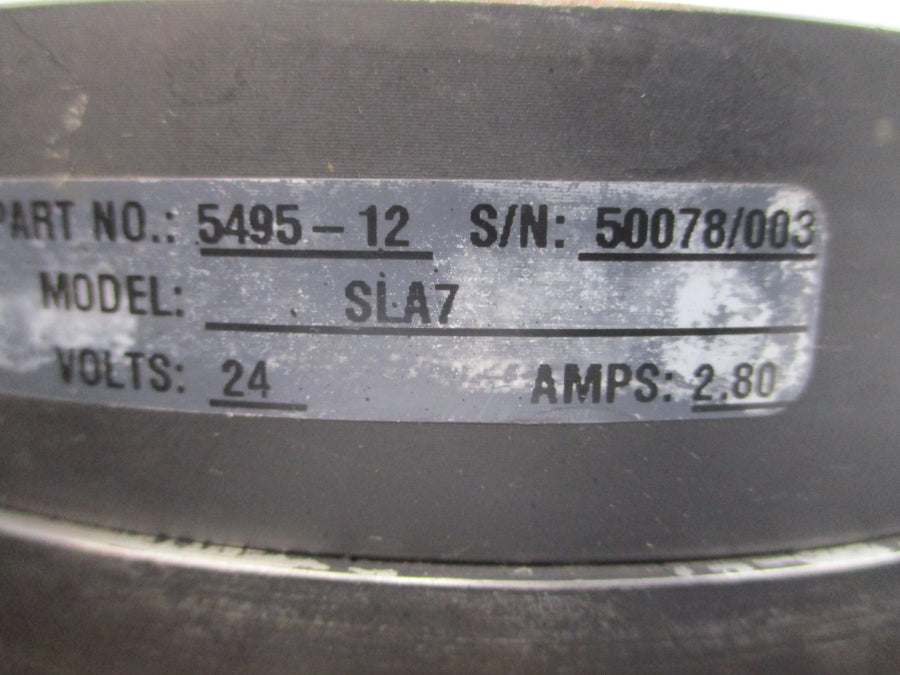 PART NO.: 5495-12 S/N: 50078/003
MODEL: SLA7
VOLTS: 24 AMPS: 2.80